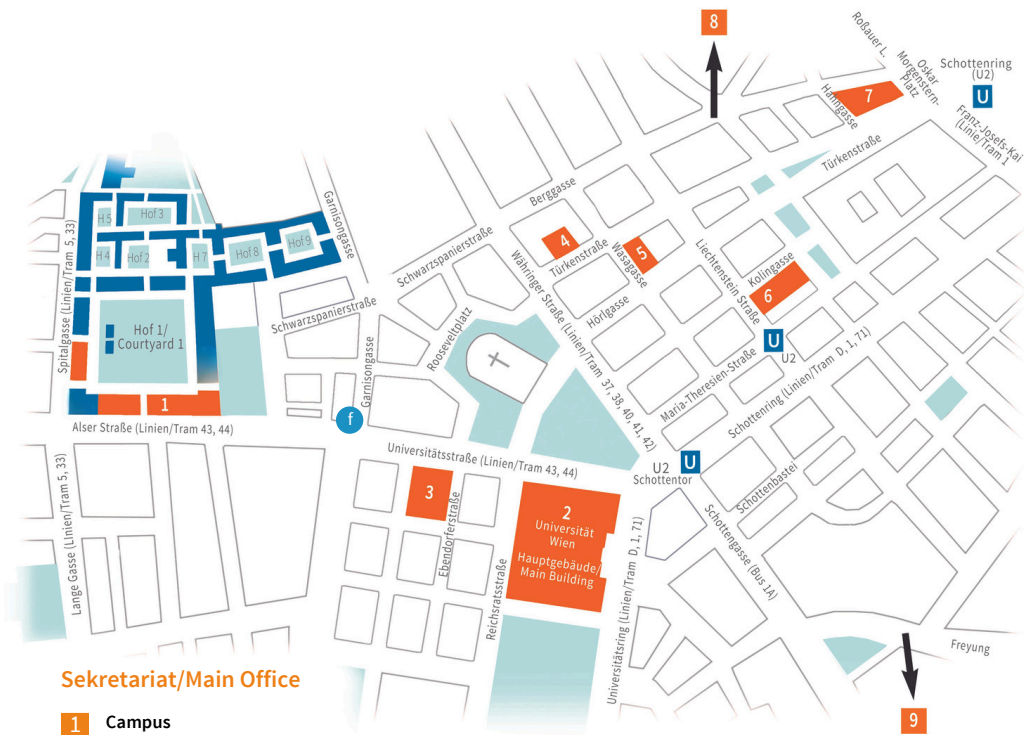 8
Roßauer L.
Oskar
Morgenstern-
Platz
Schottenring
(U2)
U
7
Hahngasse
Franz-Josefs-Kai
(Linie/Tram 1
Türkenstraße
Berggasse
Garnisongasse
H 5
Hof 3
H 4
Hof 2
H 7
Hof 8
Hof 9
Schwarzspanierstraße
4
Türkenstraße
5
Wasagasse
Währinger Straße (Linien/Tram 37, 38, 40, 41, 42)
Liechtenstein Straße
Kolingasse
6
Spitalgasse (Linien/Tram 5, 33)
Hof 1/
Courtyard 1
Schwarzspanierstraße
Rooseveltplatz
Hörlgasse
U
U2
Maria-Theresien-Straße
Schottenring (Linien/Tram D, 1, 71)
Garnisongasse
1
f
Alser Straße (Linien/Tram 43, 44)
Universitätsstraße (Linien/Tram 43, 44)
U2
Schottentor
U
3
Ebendorferstraße
2
Universität
Wien
Hauptgebäude/
Main Building
Schottenbastei
Schottengasse (Bus 1A)
Lange Gasse (Linien/Tram 5, 33)
Reichsratsstraße
Universitätsring (Linien/Tram D, 1, 71)
Freyung
9
Sekretariat/Main Office
1 Campus